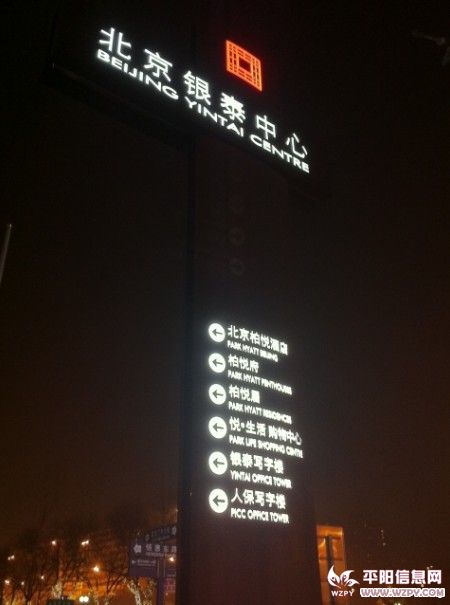 北京银泰中心
BEIJING YINTAI CENTRE
北京柏悦酒店
PARK HYATT BEIJING
柏悦府
PARK HYATT PENTHOUSES
柏悦居
PARK HYATT RESIDENCES
悦•生活 购物中心
PARK LIFE SHOPPING CENTRE
银泰写字楼
YINTAI OFFICE TOWER
人保写字楼
PICC OFFICE TOWER
平阳信息网
WZPY
WWW.WZPY.COM